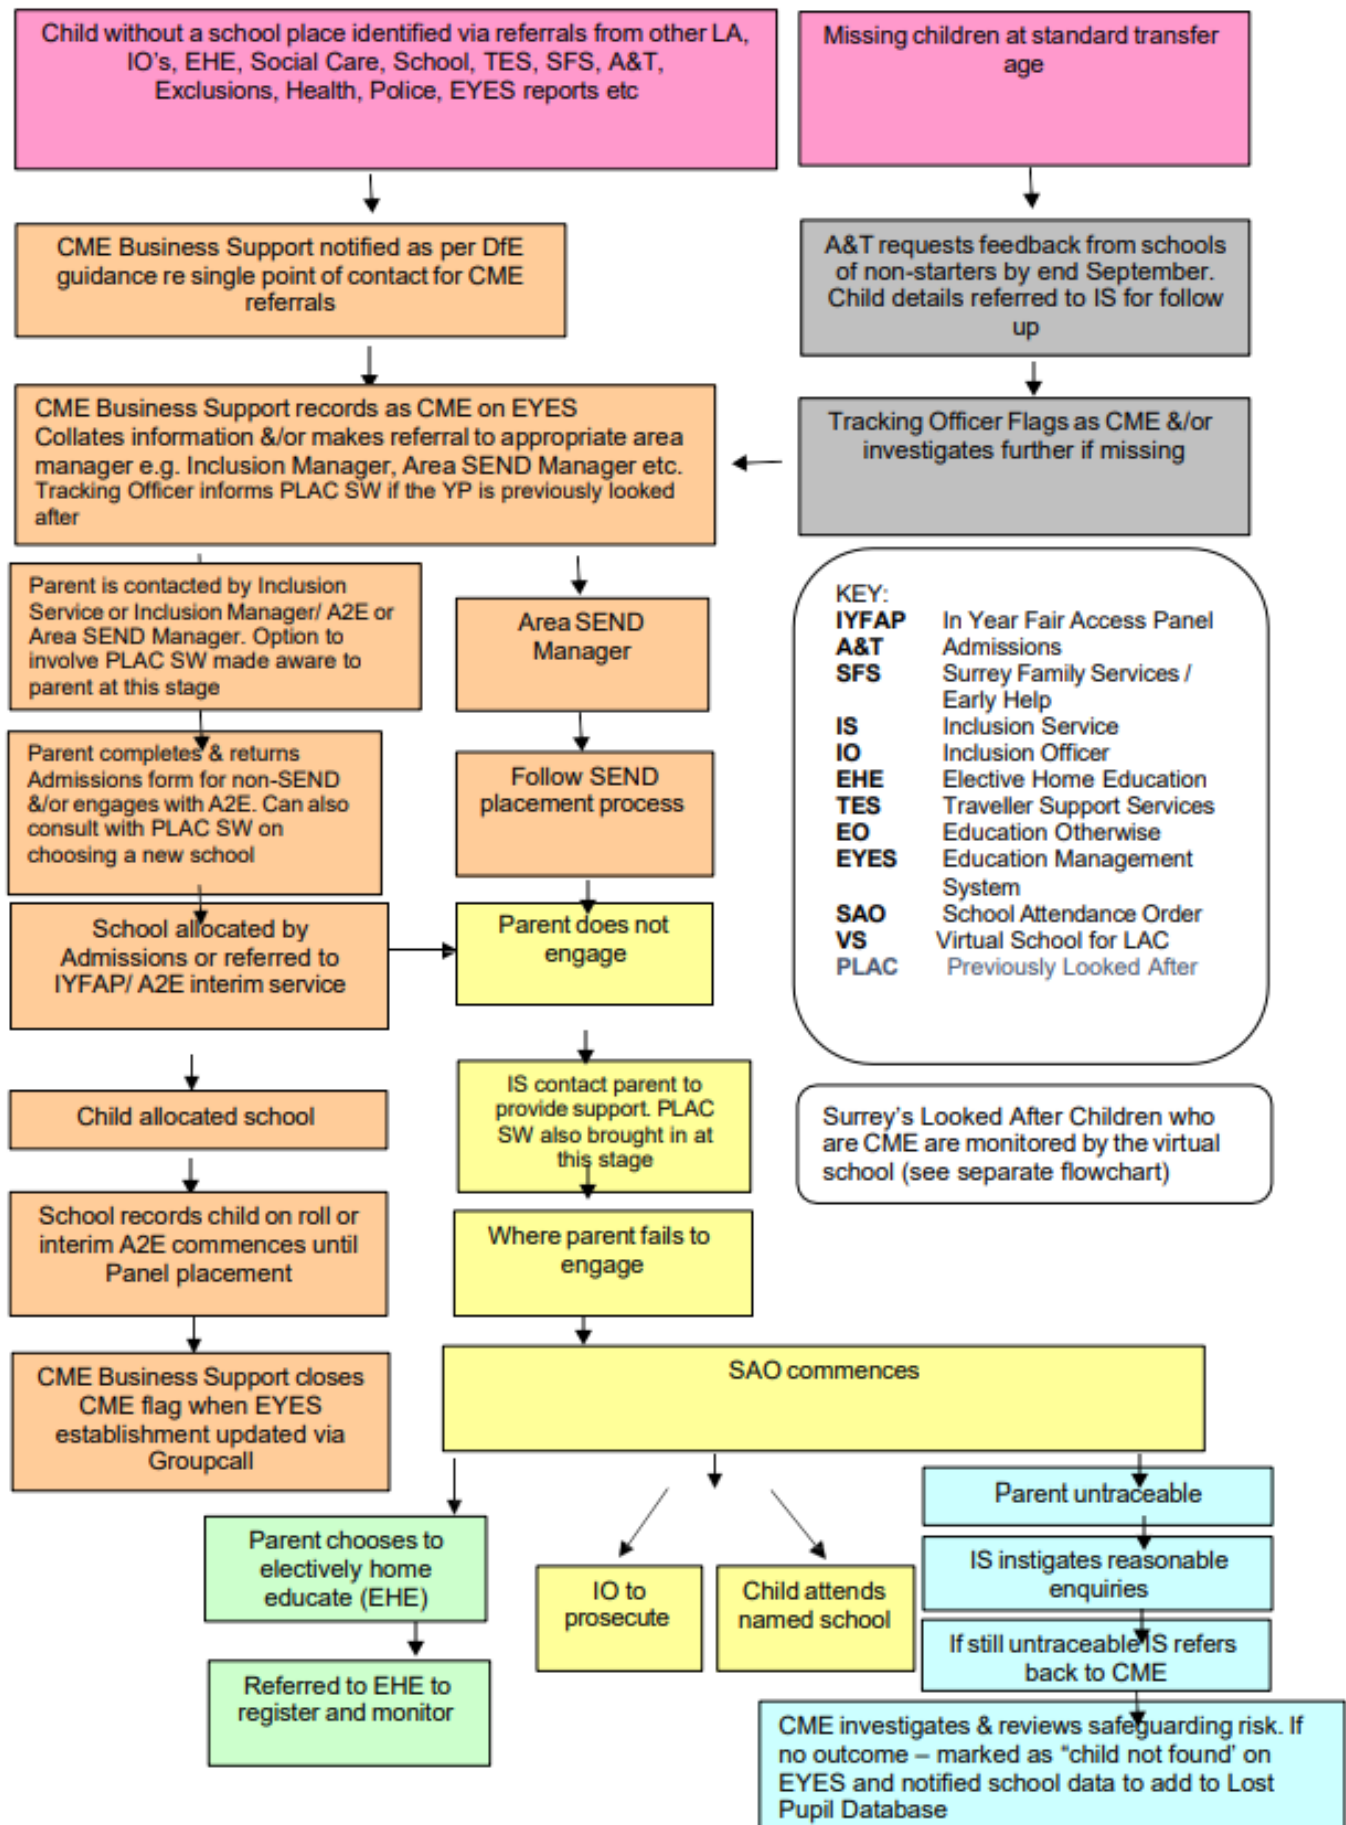 Child without a school place identified via referrals from other LA,
IO's, EHE, Social Care, School, TES, SFS, A&T,
Exclusions, Health, Police, EYES reports etc
Missing children at standard transfer
age
CME Business Support notified as per DfE
guidance re single point of contact for CME
referrals
A&T requests feedback from schools
of non-starters by end September.
Child details referred to IS for follow
up
CME Business Support records as CME on EYES
Collates information &/or makes referral to appropriate area
manager e.g. Inclusion Manager, Area SEND Manager etc.
Tracking Officer informs PLAC SW if the YP is previously looked
after
Tracking Officer Flags as CME &/or
investigates further if missing
Parent is contacted by Inclusion
Service or Inclusion Manager/ A2E or
Area SEND Manager. Option to
involve PLAC SW made aware to
parent at this stage
Area SEND
Manager
KEY:
IYFAP In Year Fair Access Panel
A&T Admissions
SFS Surrey Family Services /
Early Help
IS Inclusion Service
IO Inclusion Officer
EHE Elective Home Education
TES Traveller Support Services
EO Education Otherwise
EYES Education Management
System
SAO School Attendance Order
VS Virtual School for LAC
PLAC Previously Looked After
Parent completes & returns
Admissions form for non-SEND
&/or engages with A2E. Can also
consult with PLAC SW on
choosing a new school
Follow SEND
placement process
School allocated by
Admissions or referred to
IYFAP/ A2E interim service
Parent does not
engage
Child allocated school
IS contact parent to
provide support. PLAC
SW also brought in at
this stage
Surrey's Looked After Children who
are CME are monitored by the virtual
school (see separate flowchart)
School records child on roll or
interim A2E commences until
Panel placement
Where parent fails to
engage
CME Business Support closes
CME flag when EYES
establishment updated via
Groupcall
SAO commences
Parent chooses to
electively home
educate (EHE)
Referred to EHE to
register and monitor
IO to
prosecute
Child attends
named school
Parent untraceable
IS instigates reasonable
enquiries
If still untraceable IS refers
back to CME
CME investigates & reviews safeguarding risk. If
no outcome – marked as "child not found' on
EYES and notified school data to add to Lost
Pupil Database